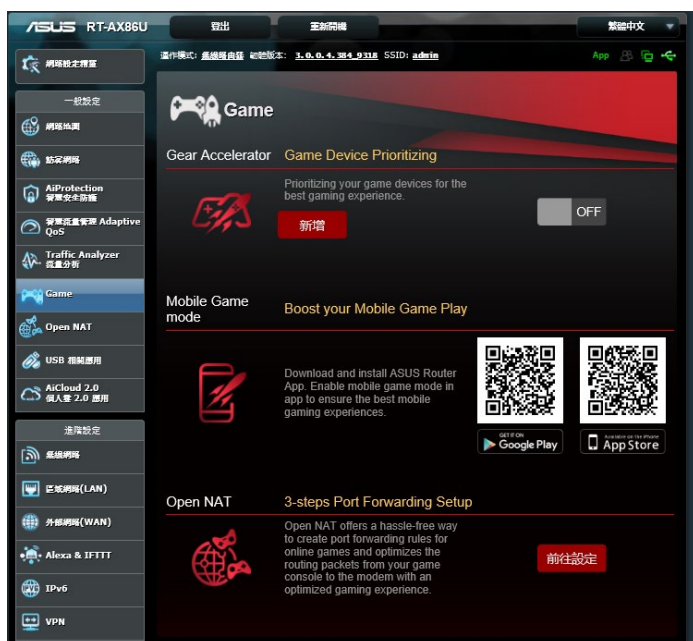 ASUS RT-AX86U
登出
重新開機
繁體中文
操作模式: 無線路由器 韌體版本: 3.0.0.4.384_9318 SSID: admin
App
網路設定精靈
一般設定
網路地圖
訪客網路
AiProtection
智慧安全防護
智慧流量管理 Adaptive
QoS
Traffic Analyzer
流量分析
Game
Open NAT
USB 相關應用
AiCloud 2.0
個人雲 2.0 應用
進階設定
無線網路
區域網路(LAN)
外部網路(WAN)
Alexa & IFTTT
IPv6
VPN
Game
Gear Accelerator
Game Device Prioritizing
Prioritizing your game devices for the
best gaming experience.
新增
OFF
Mobile Game
mode
Boost your Mobile Game Play
Download and install ASUS Router
App. Enable mobile game mode in
app to ensure the best mobile
gaming experiences.
GET IT ON
Google Play
Available on the iPhone
App Store
Open NAT
3-steps Port Forwarding Setup
Open NAT offers a hassle-free way
to create port forwarding rules for
online games and optimizes the
routing packets from your game
console to the modem with an
optimized gaming experience.
前往設定